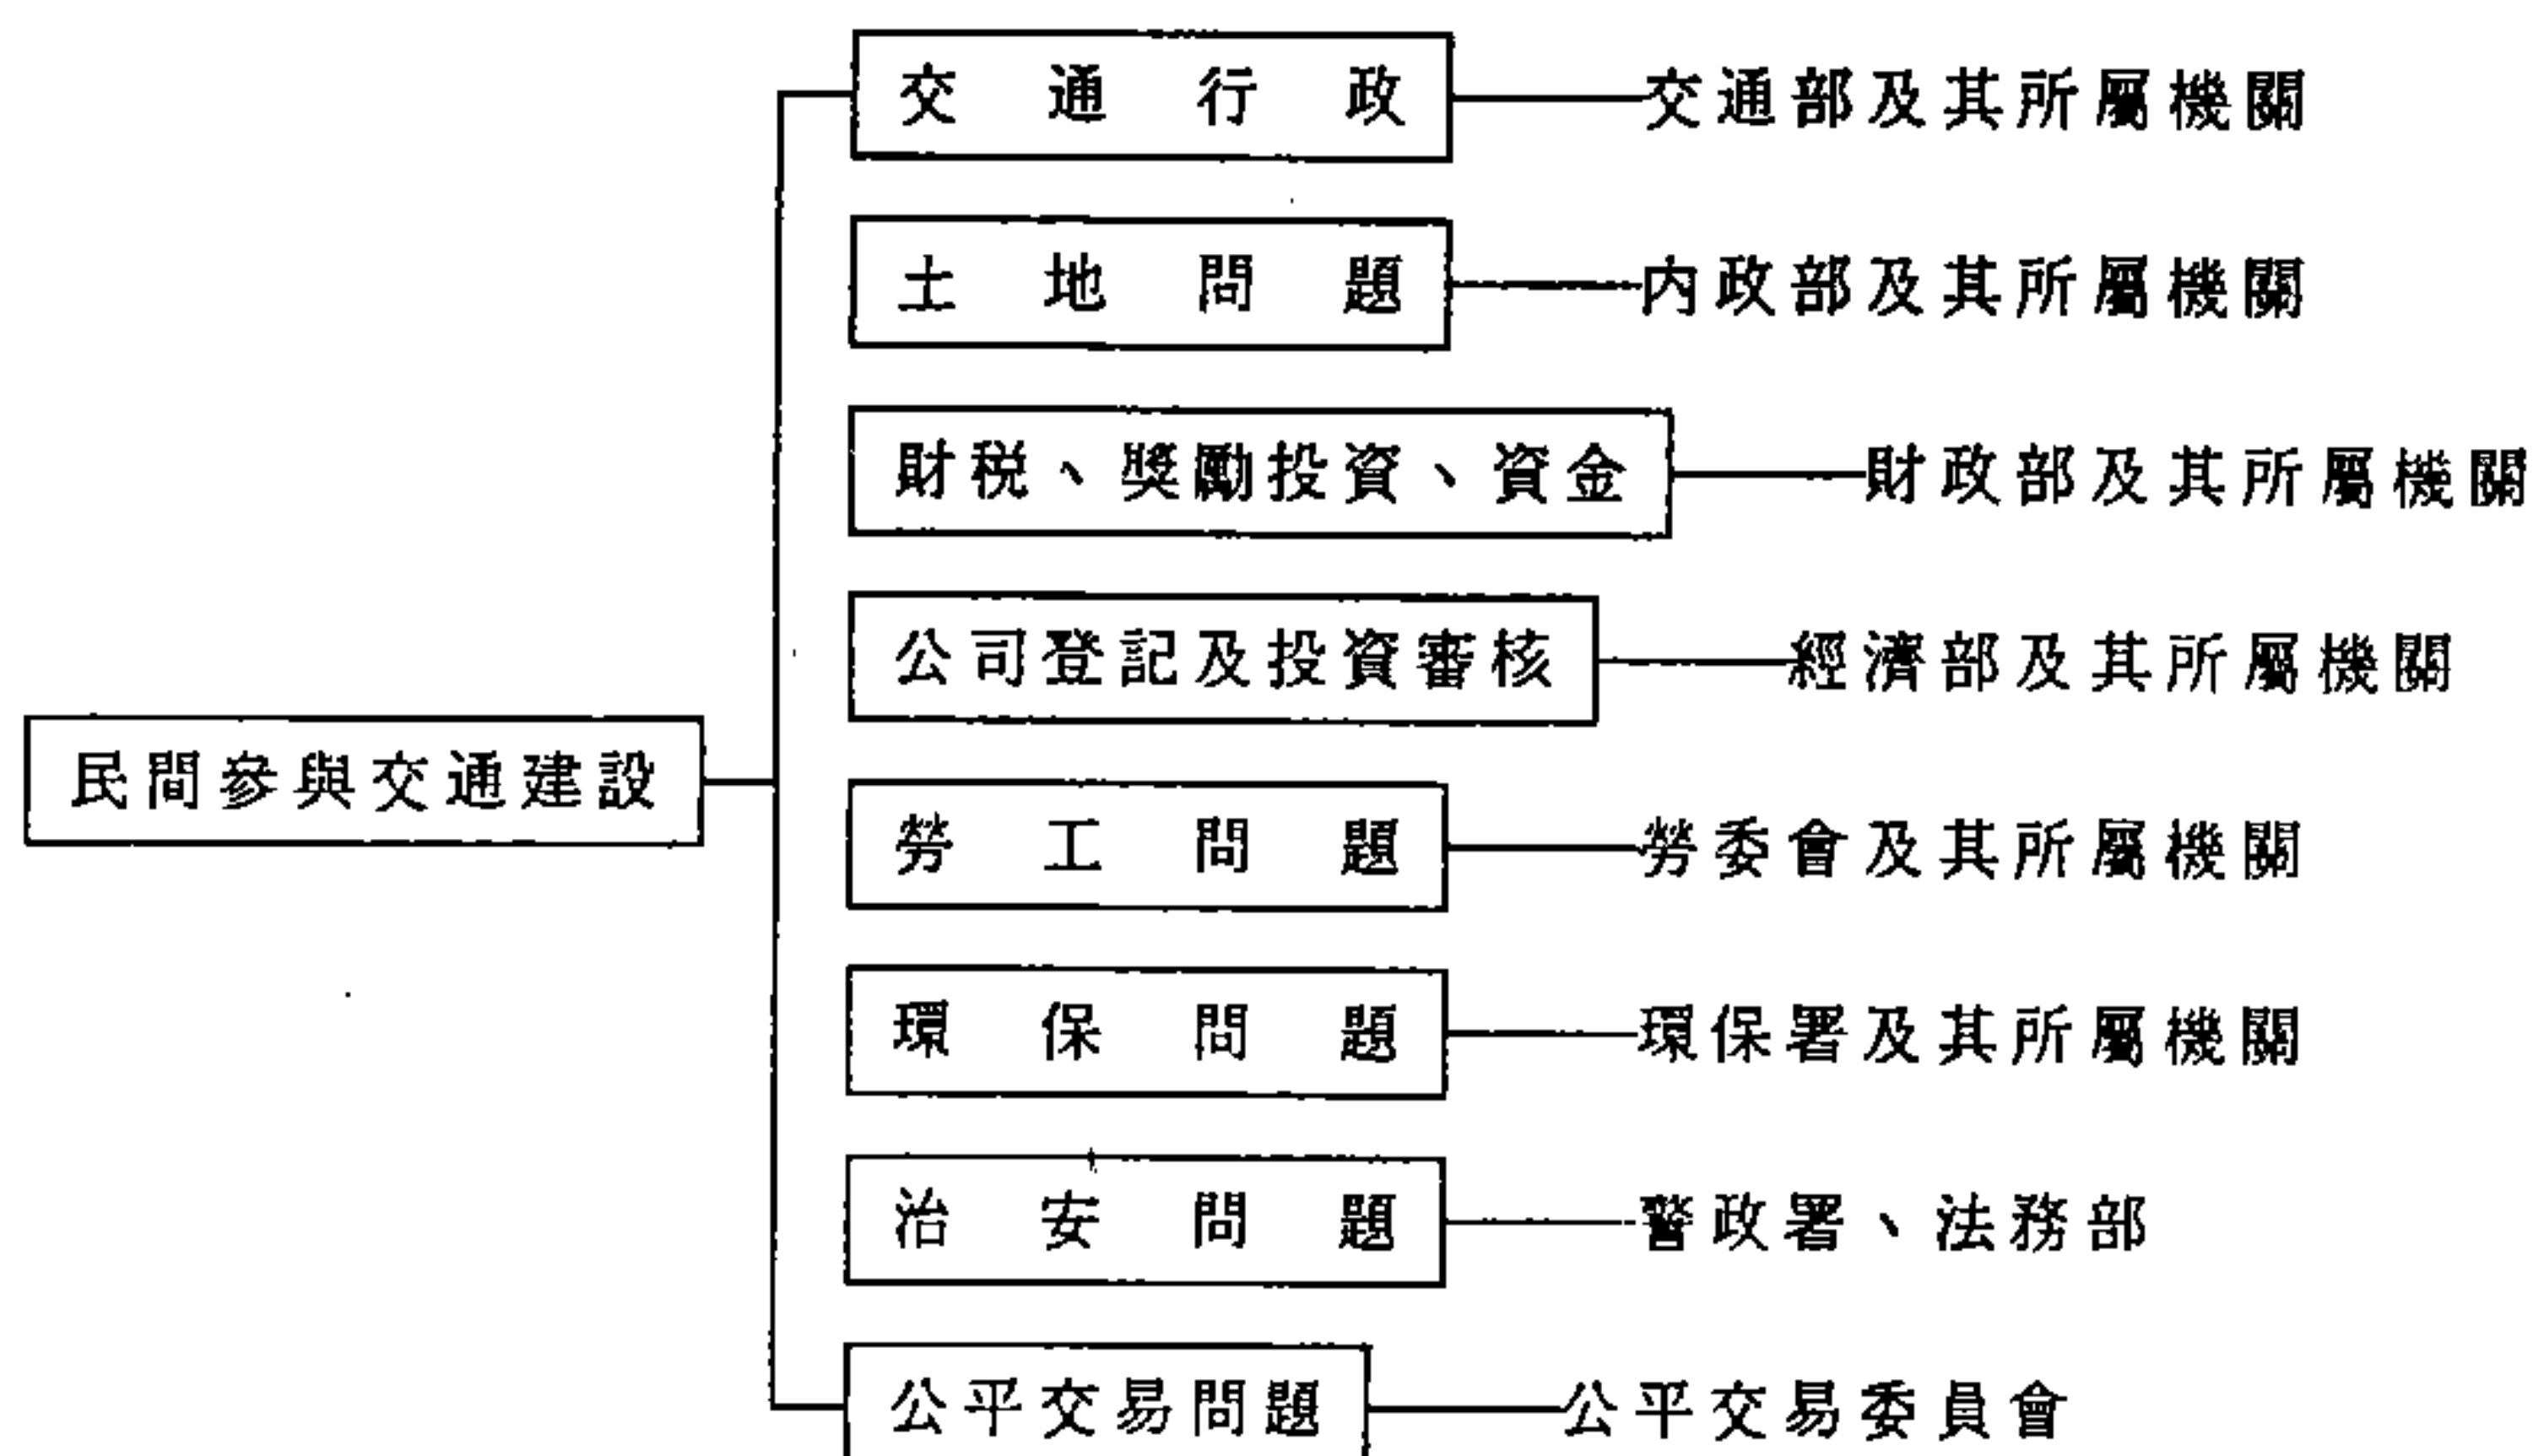 交通行政 交通部及其所屬機關
土地問題 內政部及其所屬機關
財税、獎勵投資、資金 財政部及其所屬機關
公司登記及投資審核 經濟部及其所屬機關
民間參與交通建設
勞工問題 勞委會及其所屬機關
環保問題 環保署及其所屬機關
治安問題 警政署、法務部
公平交易問題 公平交易委員會